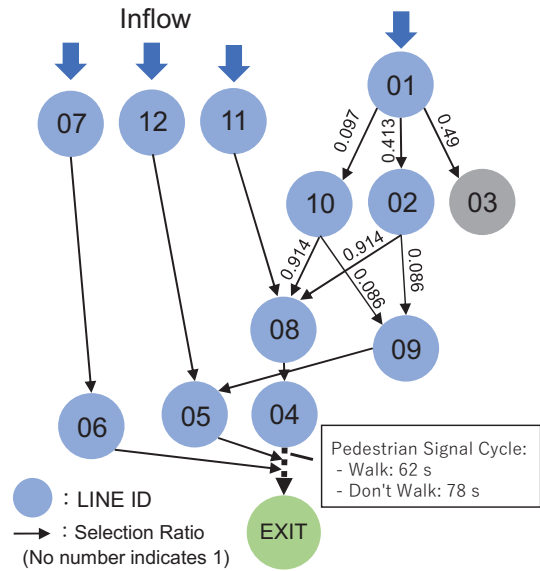 Inflow
01
07
12
11
0.097
0.413
0.49
10
02
03
0.914
0.914
0.086
0.086
08
09
06
05
04
Pedestrian Signal Cycle:
- Walk: 62 s
- Don't Walk: 78 s
: LINE ID
EXIT
: Selection Ratio
(No number indicates 1)